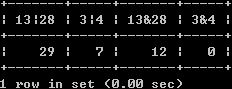 +-------+-----+-------+-----+
| 13|28 | 3|4 | 13&28 | 3&4 |
+-------+-----+-------+-----+
|    29 |   7 |    12 |   0 |
+-------+-----+-------+-----+
1 row in set (0.00 sec)